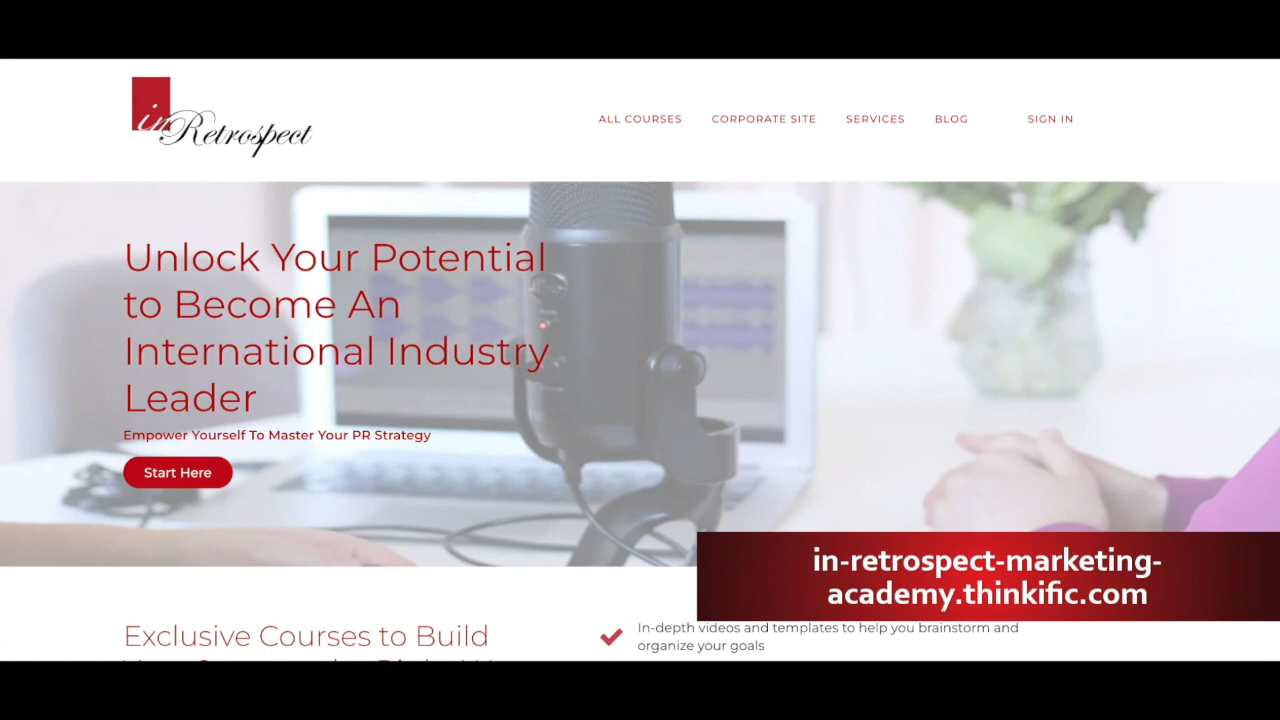 in Retrospect
ALL COURSES CORPORATE SITE SERVICES BLOG SIGN IN
Unlock Your Potential
to Become An
International Industry
Leader
Empower Yourself To Master Your PR Strategy
Start Here
in-retrospect-marketing-
academy.thinkific.com
Exclusive Courses to Build
In-depth videos and templates to help you brainstorm and
organize your goals